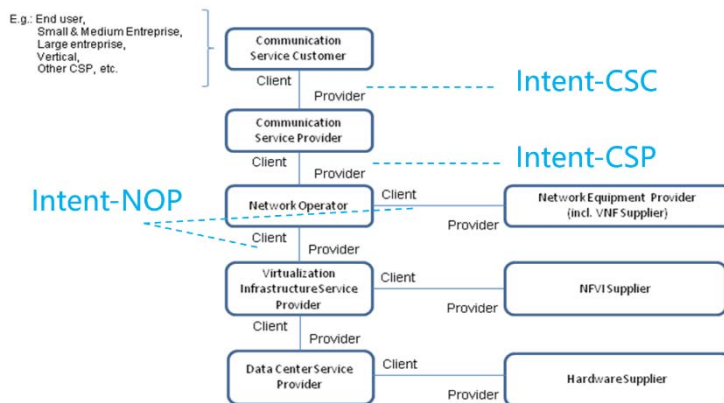 E.g.: End user,
Small & Medium Entreprise,
Large entreprise,
Vertical,
Other CSP, etc.
Communication
Service Customer
Client
Provider
Intent-CSC
Communication
Service Provider
Client
Provider
Intent-CSP
Intent-NOP
Network Operator
Client
Provider
Network Equipment Provider
(incl. VNF Supplier)
Client
Provider
Virtualization
Infrastructure Service
Provider
Client
Provider
NFVI Supplier
Client
Provider
Data Center Service
Provider
Client
Provider
Hardware Supplier